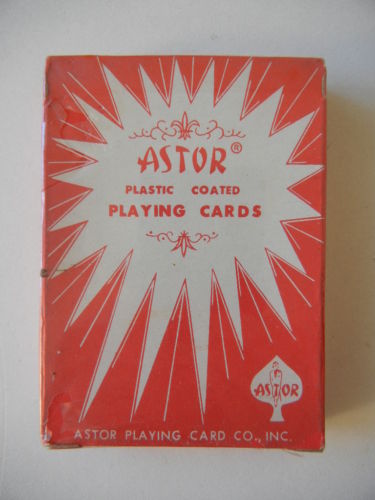 ASTOR®
PLASTIC COATED
PLAYING CARDS
ASTOR
ASTOR PLAYING CARD CO., INC.